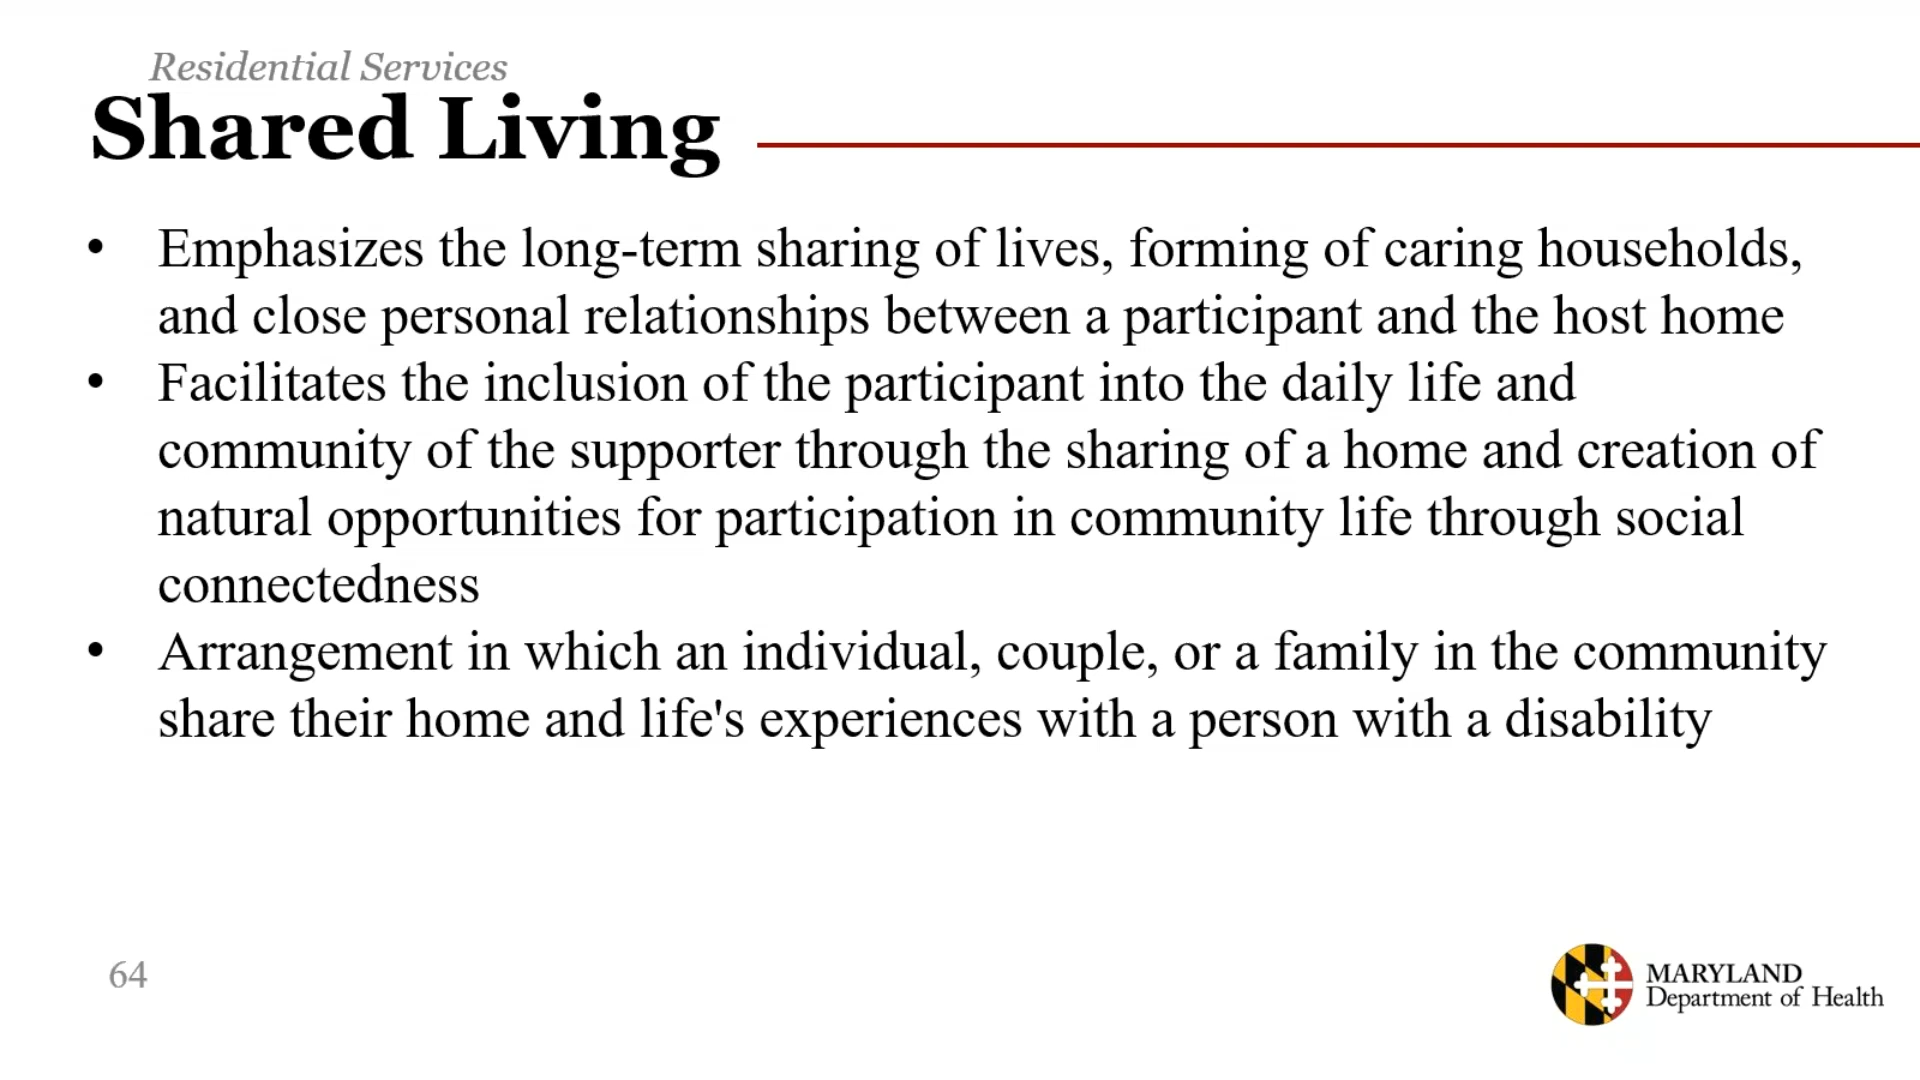 Residential Services
Shared Living
• Emphasizes the long-term sharing of lives, forming of caring households,
and close personal relationships between a participant and the host home
• Facilitates the inclusion of the participant into the daily life and
community of the supporter through the sharing of a home and creation of
natural opportunities for participation in community life through social
connectedness
• Arrangement in which an individual, couple, or a family in the community
share their home and life's experiences with a person with a disability
64
MARYLAND
Department of Health